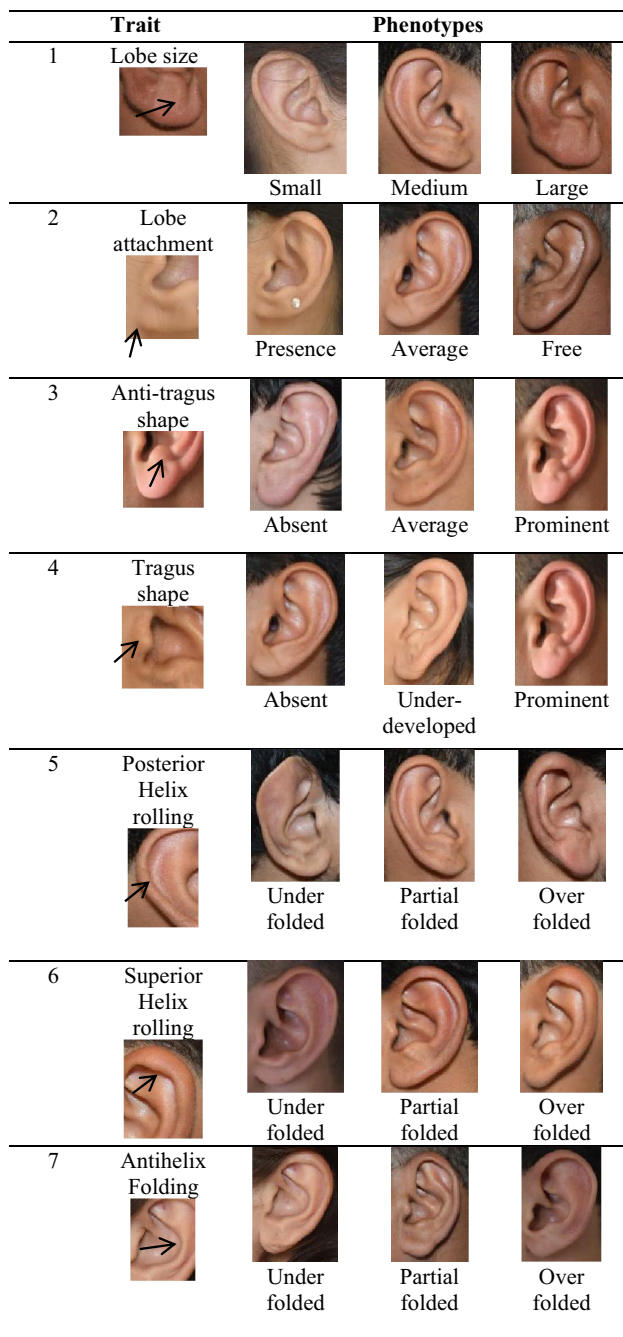 Trait Phenotypes
1 Lobe size
Small Medium Large
2 Lobe
attachment
Presence Average Free
3 Anti-tragus
shape
Absent Average Prominent
4 Tragus
shape
Absent Under-
developed Prominent
5 Posterior
Helix
rolling
Under Partial Over
folded folded folded
6 Superior
Helix
rolling
Under Partial Over
folded folded folded
7 Antihelix
Folding
Under Partial Over
folded folded folded